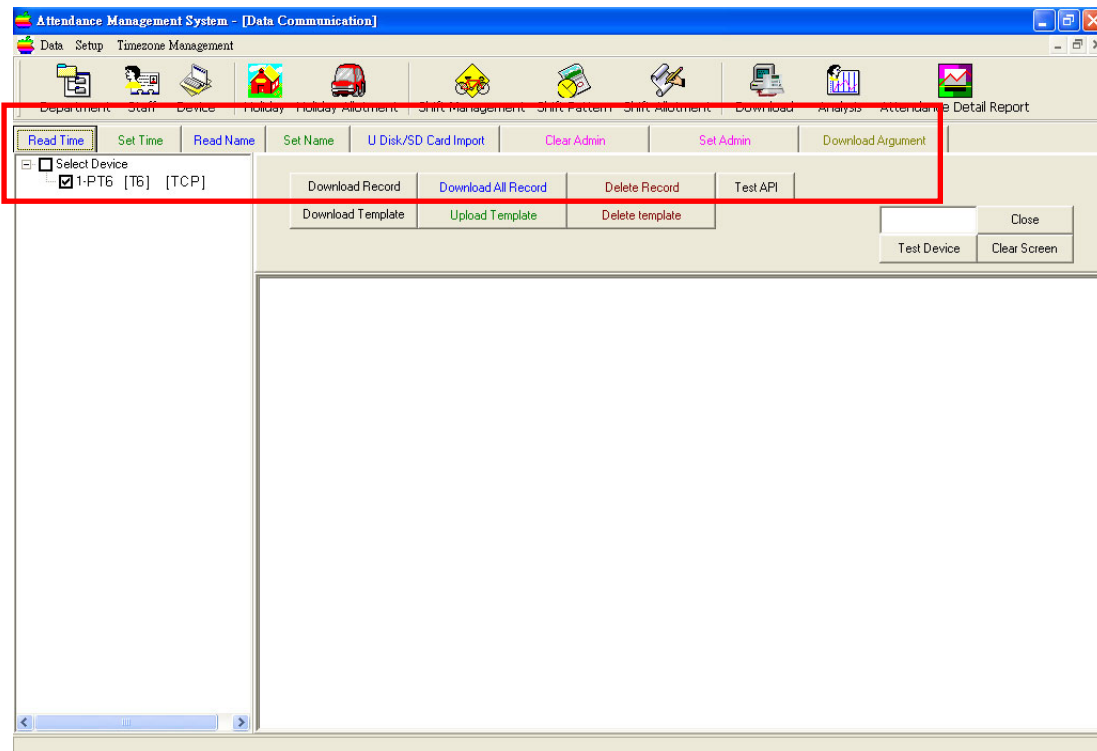 Attendance Management System - [Data Communication]
Data Setup Timezone Management
Department Staff Device Holiday Holiday Allotment Shift Management Shift Pattern Shift Allotment Download Analysis Attendance Detail Report
Read Time Set Time Read Name Set Name U Disk/SD Card Import Clear Admin Set Admin Download Argument
Select Device
1-PT6 [T6] [TCP]
Download Record Download All Record Delete Record Test API
Download Template Upload Template Delete template
Close
Test Device Clear Screen